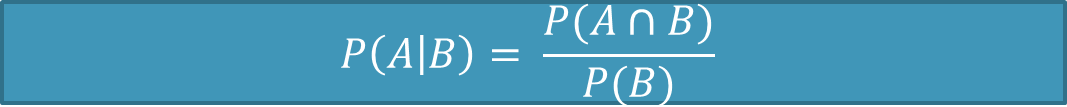 P(A|B) = P(A ∩ B) / P(B)